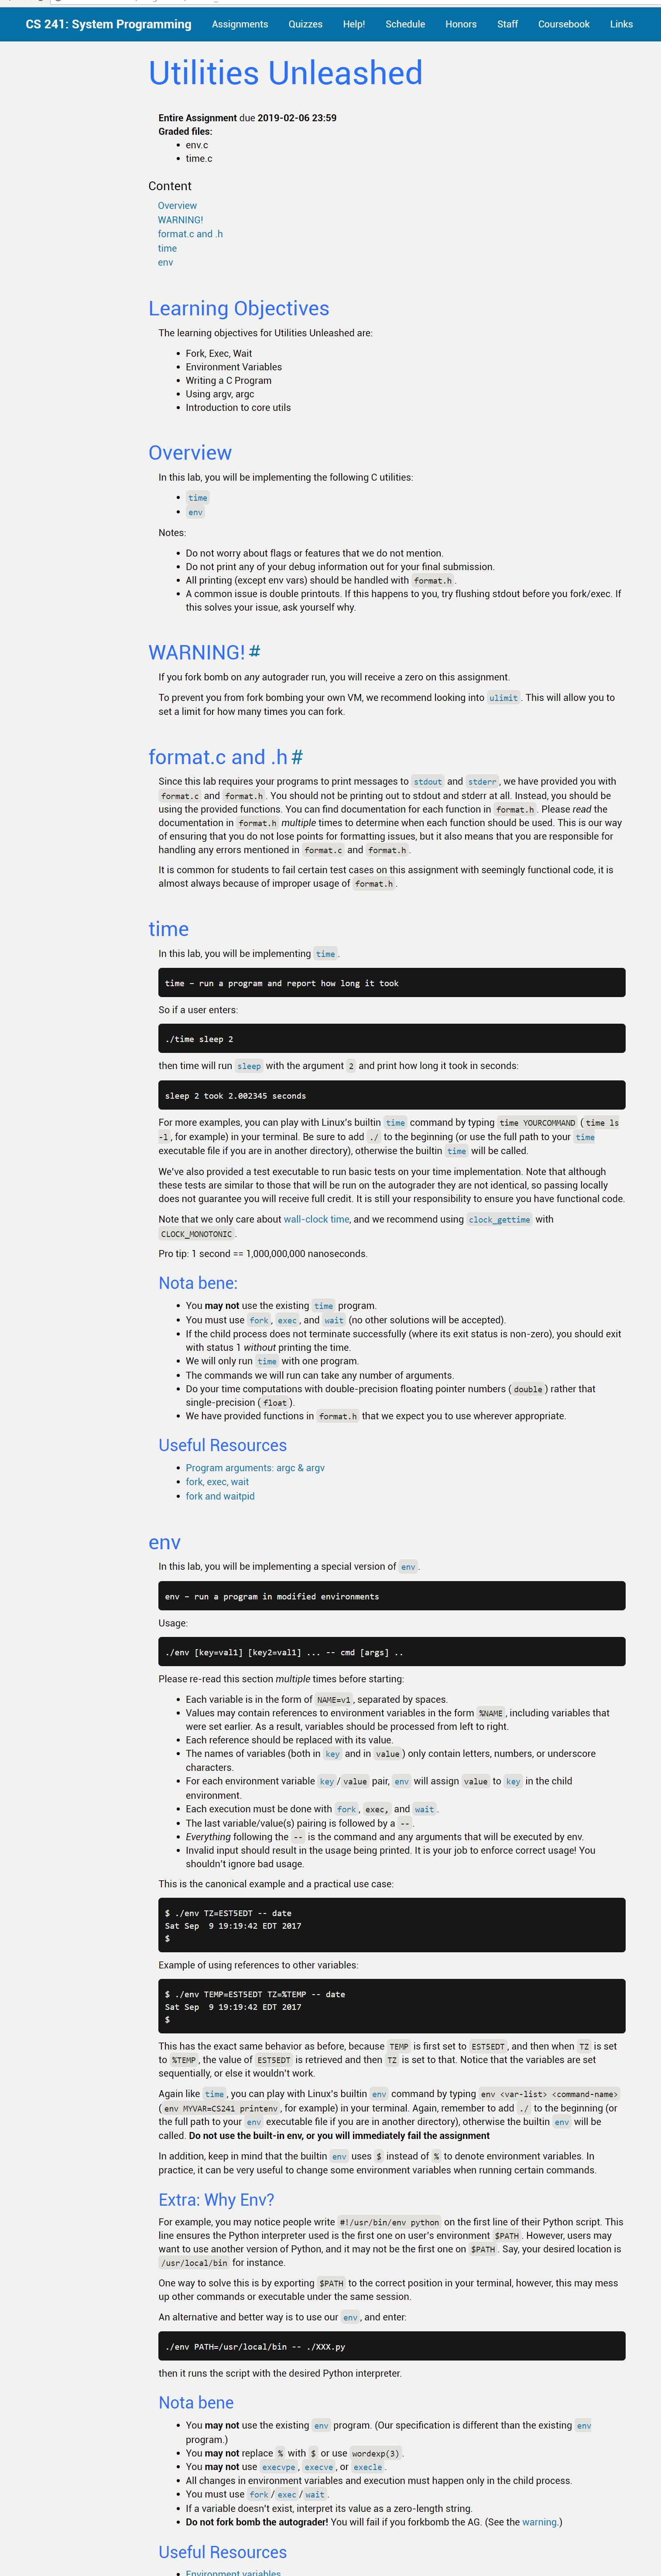 CS 241: System Programming Assignments Quizzes Help! Schedule Honors Staff Coursebook Links
Utilities Unleashed
Entire Assignment due 2019-02-06 23:59
Graded files:
• env.c
• time.c
Content
Overview
WARNING!
format.c and .h
time
env
Learning Objectives
The learning objectives for Utilities Unleashed are:
• Fork, Exec, Wait
• Environment Variables
• Writing a C Program
• Using argv, argc
• Introduction to core utils
Overview
In this lab, you will be implementing the following C utilities:
• time
• env
Notes:
• Do not worry about flags or features that we do not mention.
• Do not print any of your debug information out for your final submission.
• All printing (except env vars) should be handled with format.h.
• A common issue is double printouts. If this happens to you, try flushing stdout before you fork/exec. If
this solves your issue, ask yourself why.
WARNING! #
If you fork bomb on any autograder run, you will receive a zero on this assignment.
To prevent you from fork bombing your own VM, we recommend looking into ulimit. This will allow you to
set a limit for how many times you can fork.
format.c and .h #
Since this lab requires your programs to print messages to stdout and stderr, we have provided you with
format.c and format.h. You should not be printing out to stdout and stderr at all. Instead, you should be
using the provided functions. You can find documentation for each function in format.h. Please read the
documentation in format.h multiple times to determine when each function should be used. This is our way
of ensuring that you do not lose points for formatting issues, but it also means that you are responsible for
handling any errors mentioned in format.c and format.h.
It is common for students to fail certain test cases on this assignment with seemingly functional code, it is
almost always because of improper usage of format.h.
time
In this lab, you will be implementing time.
time – run a program and report how long it took
So if a user enters:
./time sleep 2
then time will run sleep with the argument 2 and print how long it took in seconds:
sleep 2 took 2.002345 seconds
For more examples, you can play with Linux's builtin time command by typing time YOURCOMMAND (time ls
-l, for example) in your terminal. Be sure to add ./ to the beginning (or use the full path to your time
executable file if you are in another directory), otherwise the builtin time will be called.
We've also provided a test executable to run basic tests on your time implementation. Note that although
these tests are similar to those that will be run on the autograder they are not identical, so passing locally
does not guarantee you will receive full credit. It is still your responsibility to ensure you have functional code.
Note that we only care about wall-clock time, and we recommend using clock_gettime with
CLOCK_MONOTONIC.
Pro tip: 1 second == 1,000,000,000 nanoseconds.
Nota bene:
• You may not use the existing time program.
• You must use fork, exec, and wait (no other solutions will be accepted).
• If the child process does not terminate successfully (where its exit status is non-zero), you should exit
with status 1 without printing the time.
• We will only run time with one program.
• The commands we will run can take any number of arguments.
• Do your time computations with double-precision floating pointer numbers (double) rather that
single-precision (float).
• We have provided functions in format.h that we expect you to use wherever appropriate.
Useful Resources
• Program arguments: argc & argv
• fork, exec, wait
• fork and waitpid
env
In this lab, you will be implementing a special version of env.
env – run a program in modified environments
Usage:
./env [key=val1] [key2=val1] ... -- cmd [args] ..
Please re-read this section multiple times before starting:
• Each variable is in the form of NAME=v1, separated by spaces.
• Values may contain references to environment variables in the form %NAME, including variables that
were set earlier. As a result, variables should be processed from left to right.
• Each reference should be replaced with its value.
• The names of variables (both in key and in value) only contain letters, numbers, or underscore
characters.
• For each environment variable key/value pair, env will assign value to key in the child
environment.
• Each execution must be done with fork, exec, and wait.
• The last variable/value(s) pairing is followed by a --.
• Everything following the -- is the command and any arguments that will be executed by env.
• Invalid input should result in the usage being printed. It is your job to enforce correct usage! You
shouldn't ignore bad usage.
This is the canonical example and a practical use case:
$ ./env TZ=EST5EDT -- date
Sat Sep  9 19:19:42 EDT 2017
$
Example of using references to other variables:
$ ./env TEMP=EST5EDT TZ=%TEMP -- date
Sat Sep  9 19:19:42 EDT 2017
$
This has the exact same behavior as before, because TEMP is first set to EST5EDT, and then when TZ is set
to %TEMP, the value of EST5EDT is retrieved and then TZ is set to that. Notice that the variables are set
sequentially, or else it wouldn't work.
Again like time, you can play with Linux's builtin env command by typing env <var-list> <command-name>
(env MYVAR=CS241 printenv, for example) in your terminal. Again, remember to add ./ to the beginning (or
the full path to your env executable file if you are in another directory), otherwise the builtin env will be
called. Do not use the built-in env, or you will immediately fail the assignment
In addition, keep in mind that the builtin env uses $ instead of % to denote environment variables. In
practice, it can be very useful to change some environment variables when running certain commands.
Extra: Why Env?
For example, you may notice people write #!/usr/bin/env python on the first line of their Python script. This
line ensures the Python interpreter used is the first one on user's environment $PATH. However, users may
want to use another version of Python, and it may not be the first one on $PATH. Say, your desired location is
/usr/local/bin for instance.
One way to solve this is by exporting $PATH to the correct position in your terminal, however, this may mess
up other commands or executable under the same session.
An alternative and better way is to use our env, and enter:
./env PATH=/usr/local/bin -- ./XXX.py
then it runs the script with the desired Python interpreter.
Nota bene
• You may not use the existing env program. (Our specification is different than the existing env
program.)
• You may not replace % with $ or use wordexp(3).
• You may not use execvpe, execve, or execle.
• All changes in environment variables and execution must happen only in the child process.
• You must use fork/exec/wait.
• If a variable doesn't exist, interpret its value as a zero-length string.
• Do not fork bomb the autograder! You will fail if you forkbomb the AG. (See the warning.)
Useful Resources
• Environment variables